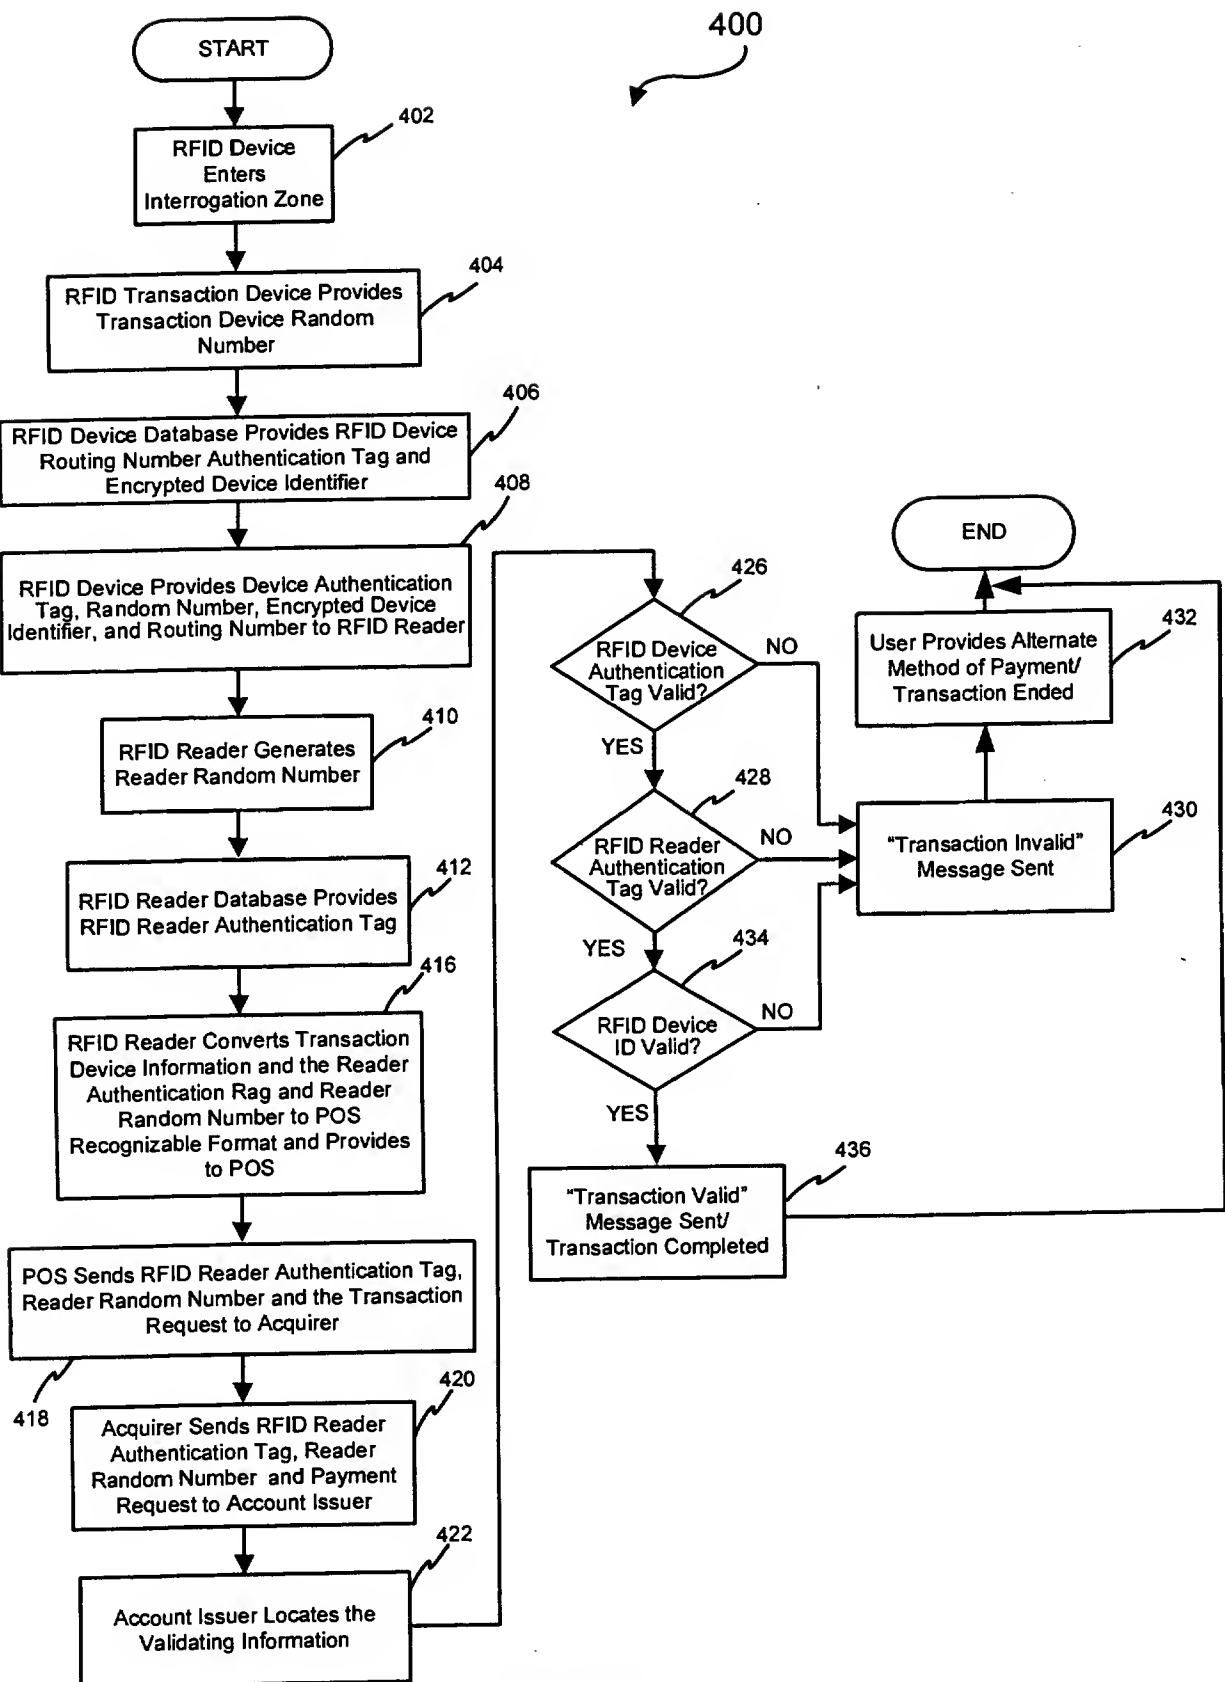 400
START
402
RFID Device
Enters
Interrogation Zone
404
RFID Transaction Device Provides
Transaction Device Random
Number
406
RFID Device Database Provides RFID Device
Routing Number Authentication Tag and
Encrypted Device Identifier
408
RFID Device Provides Device Authentication
Tag, Random Number, Encrypted Device
Identifier, and Routing Number to RFID Reader
410
RFID Reader Generates
Reader Random Number
412
RFID Reader Database Provides
RFID Reader Authentication Tag
416
RFID Reader Converts Transaction
Device Information and the Reader
Authentication Rag and Reader
Random Number to POS
Recognizable Format and Provides
to POS
POS Sends RFID Reader Authentication Tag,
Reader Random Number and the Transaction
Request to Acquirer
418
420
Acquirer Sends RFID Reader
Authentication Tag, Reader
Random Number and Payment
Request to Account Issuer
422
Account Issuer Locates the
Validating Information
426
RFID Device
Authentication
Tag Valid?
NO
YES
428
RFID Reader
Authentication
Tag Valid?
NO
YES
434
RFID Device
ID Valid?
NO
YES
436
"Transaction Valid"
Message Sent/
Transaction Completed
END
432
User Provides Alternate
Method of Payment/
Transaction Ended
430
"Transaction Invalid"
Message Sent